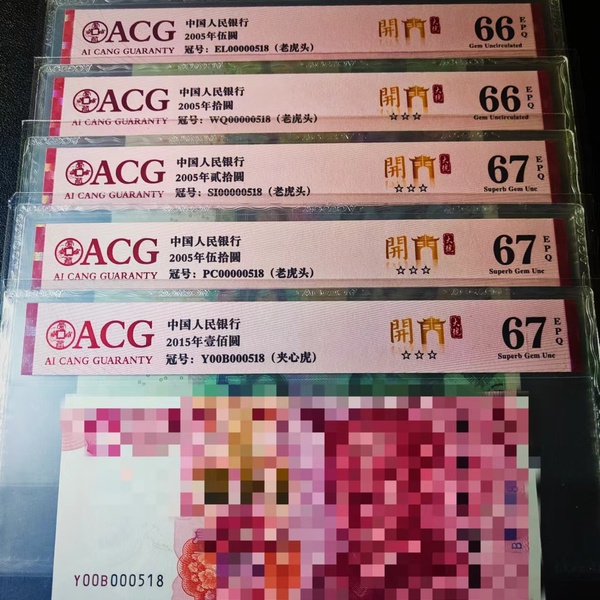 ACG
AI CANG GUARANTY
中国人民银行
2005年伍圆
冠号：EL00000518（老虎头）
開門
大境
66 EPQ
Gem Uncirculated
ACG
AI CANG GUARANTY
中国人民银行
2005年拾圆
冠号：WQ00000518（老虎头）
開門
66 EPQ
Gem Uncirculated
ACG
AI CANG GUARANTY
中国人民银行
2005年贰拾圆
冠号：SI00000518（老虎头）
開門
67 EPQ
Superb Gem Unc
ACG
AI CANG GUARANTY
中国人民银行
2005年伍拾圆
冠号：PC00000518（老虎头）
開門
67 EPQ
Superb Gem Unc
ACG
AI CANG GUARANTY
中国人民银行
2015年壹佰圆
冠号：Y00B000518（夹心虎）
開門
67 EPQ
Superb Gem Unc
Y00B000518